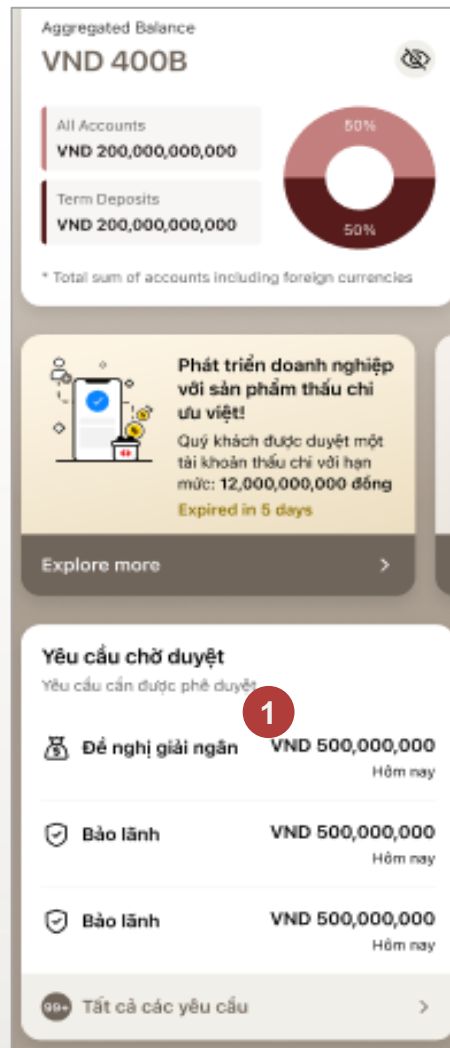 Aggregated Balance
VND 400B
All Accounts
VND 200,000,000,000
Term Deposits
VND 200,000,000,000
50%
50%
* Total sum of accounts including foreign currencies
Phát triển doanh nghiệp
với sản phẩm thấu chi
ưu việt!
Quý khách được duyệt một
tài khoản thấu chi với hạn
mức: 12,000,000,000 đồng
Expired in 5 days
Explore more
Yêu cầu chờ duyệt
Yêu cầu cần được phê duyệt
1
Đề nghị giải ngân VND 500,000,000
Hôm nay
Bảo lãnh VND 500,000,000
Hôm nay
Bảo lãnh VND 500,000,000
Hôm nay
99+ Tất cả các yêu cầu